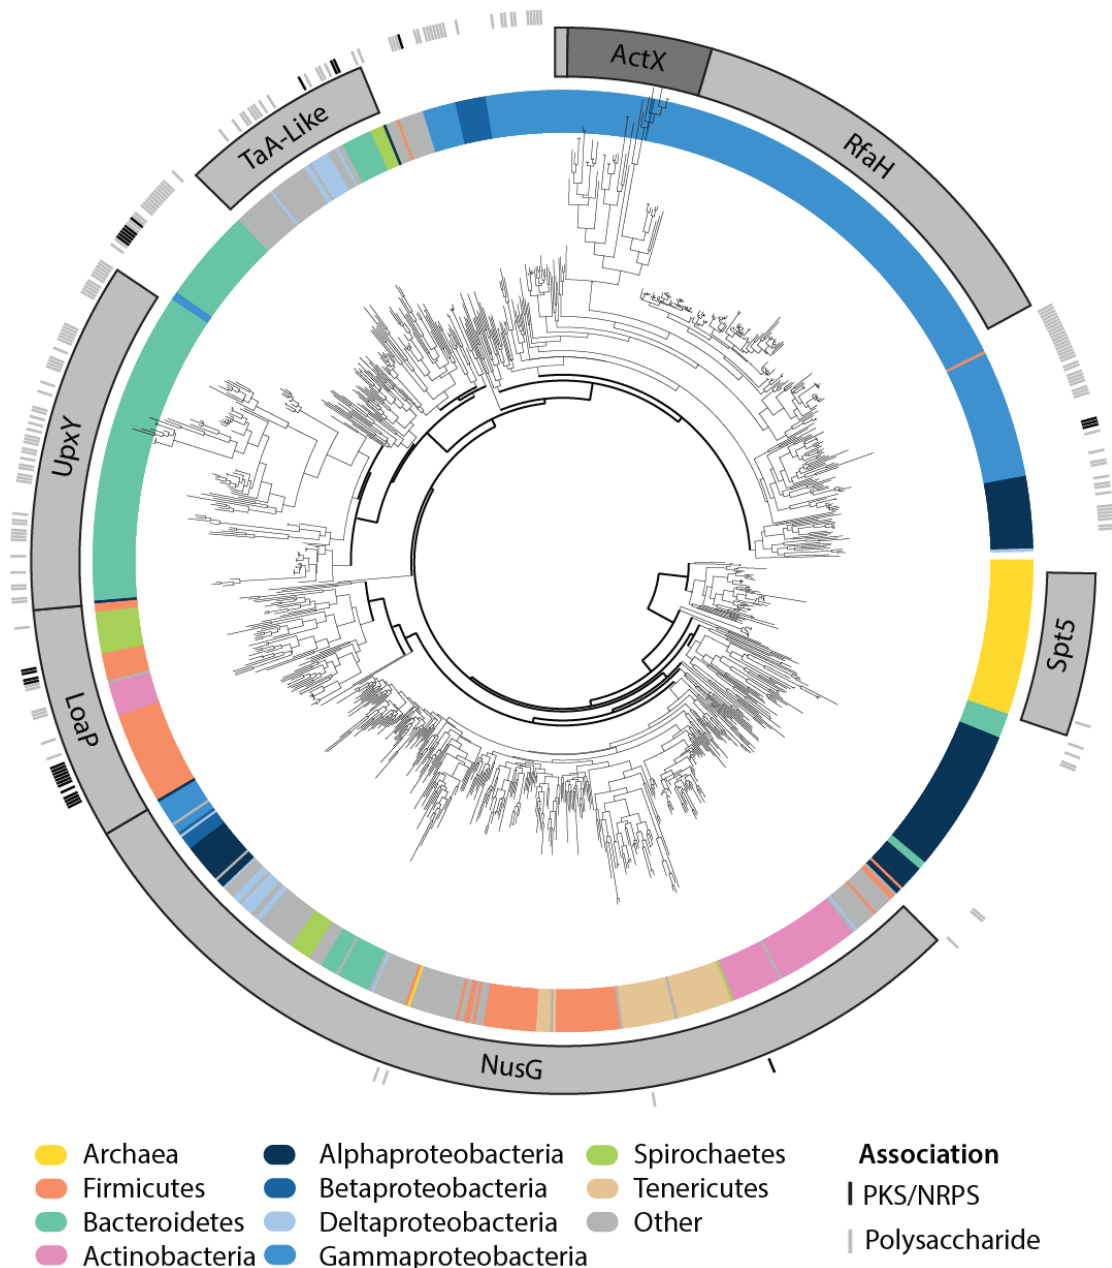 ActX
RfaH
TaA-Like
UpxY
LoaP
Spt5
NusG
Archaea
Firmicutes
Bacteroidetes
Actinobacteria
Alphaproteobacteria
Betaproteobacteria
Deltaproteobacteria
Gammaproteobacteria
Spirochaetes
Tenericutes
Other
Association
PKS/NRPS
Polysaccharide